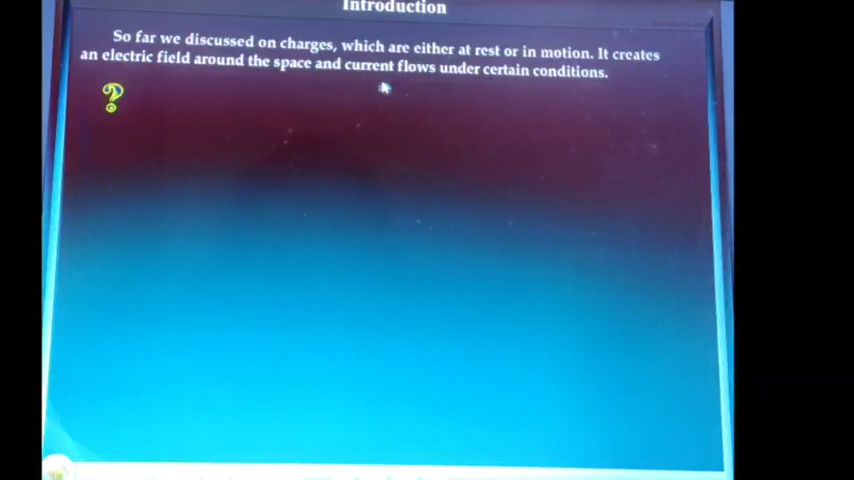 Introduction
So far we discussed on charges, which are either at rest or in motion. It creates
an electric field around the space and current flows under certain conditions.
?